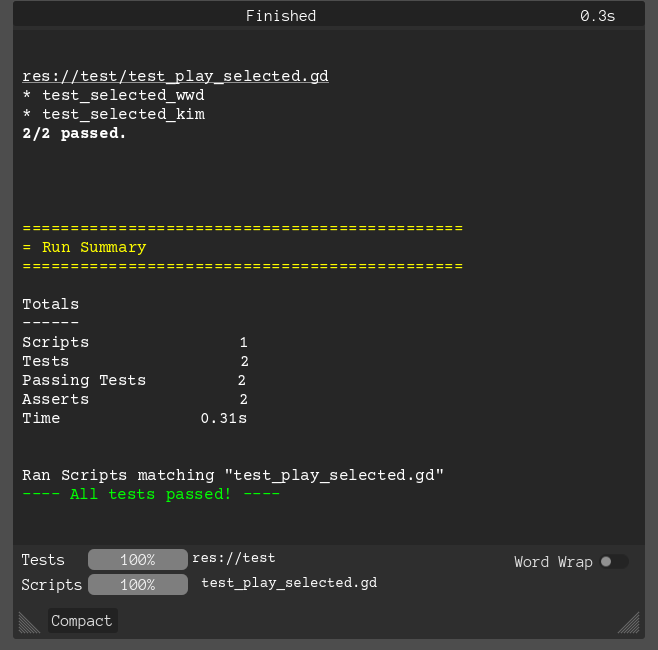 Finished 0.3s
res://test/test_play_selected.gd
* test_selected_wwd
* test_selected_kim
2/2 passed.
==============================================
= Run Summary
==============================================
Totals
------
Scripts 1
Tests 2
Passing Tests 2
Asserts 2
Time 0.31s
Ran Scripts matching "test_play_selected.gd"
---- All tests passed! ----
Tests 100% res://test Word Wrap
Scripts 100% test_play_selected.gd
Compact